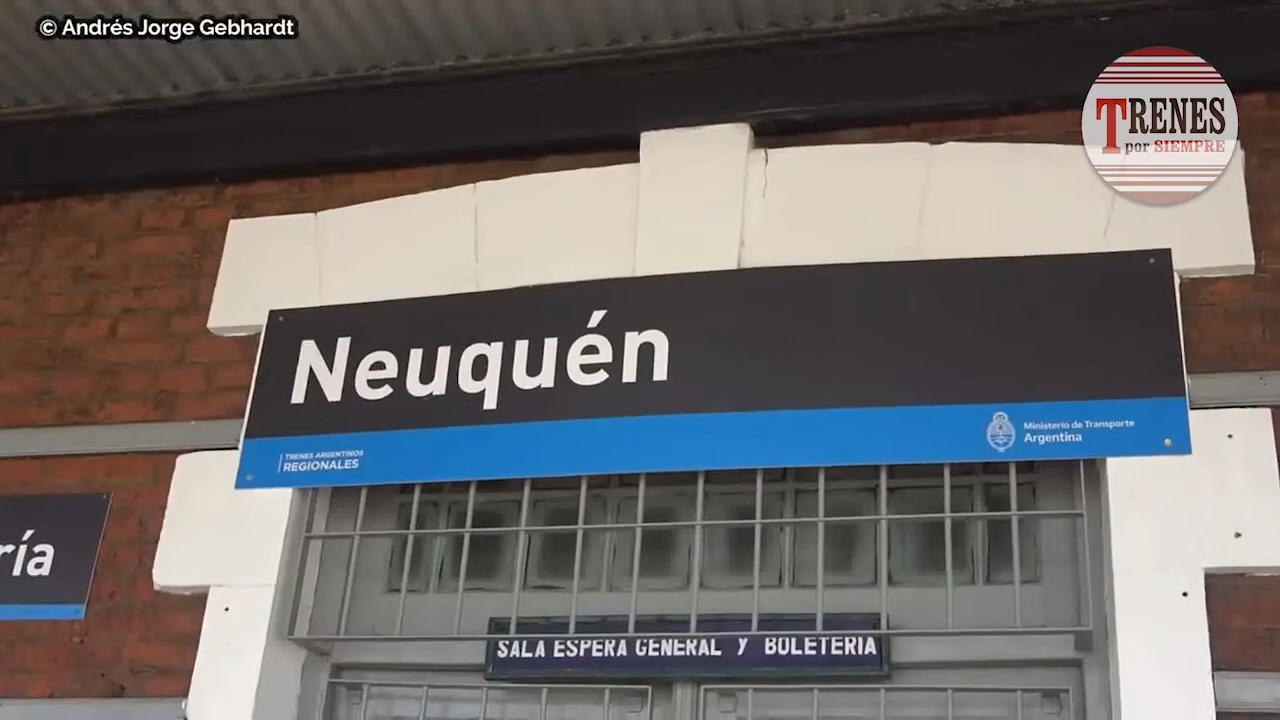 © Andrés Jorge Gebhardt
TRENES
por SIEMPRE
Neuquén
TRENES ARGENTINOS
REGIONALES
Ministerio de Transporte
Argentina
ría
SALA ESPERA GENERAL Y BOLETERIA